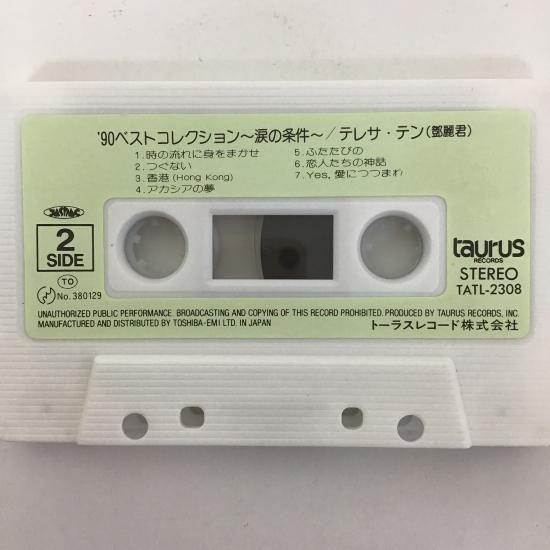 '90ベストコレクション〜涙の条件〜/テレサ・テン(鄧麗君)
1.時の流れに身をまかせ
2.つぐない
3.香港(Hong Kong)
4.アカシアの夢
5.ふたたびの
6.恋人たちの神話
7.Yes, 愛につつまれ
JASRAC
2
SIDE
TO
No.380129
taurus
RECORDS
STEREO
TATL-2308
UNAUTHORIZED PUBLIC PERFORMANCE. BROADCASTING AND COPYING OF THIS RECORD PROHIBITED. PRODUCED BY TAURUS RECORDS, INC.
MANUFACTURED AND DISTRIBUTED BY TOSHIBA-EMI LTD. IN JAPAN
トーラスレコード株式会社